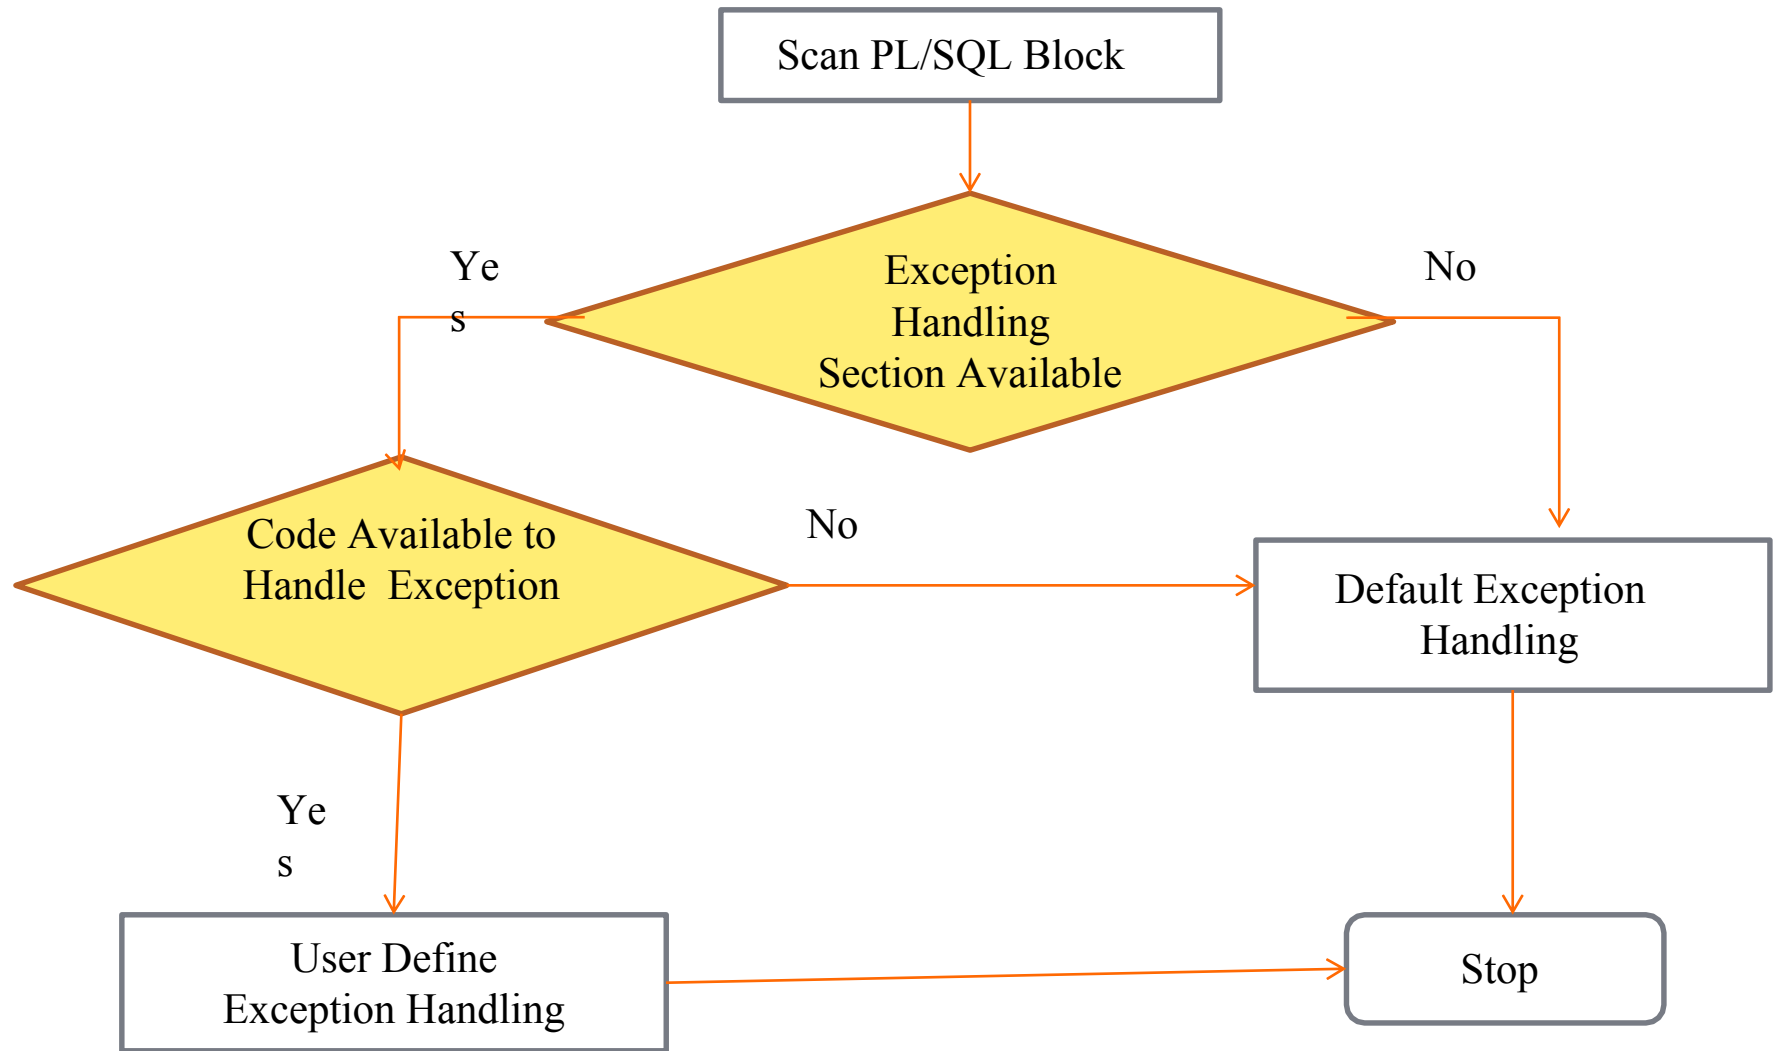 Scan PL/SQL Block
Ye
s
Exception
Handling
Section Available
No
Code Available to
Handle Exception
No
Default Exception
Handling
Ye
s
User Define
Exception Handling
Stop